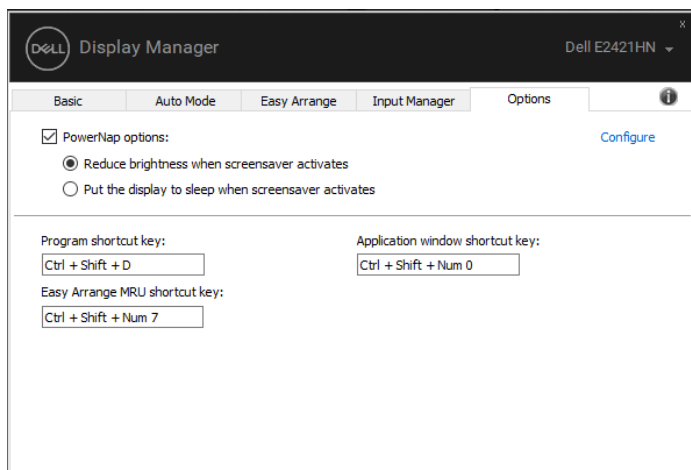 x
DELL Display Manager
Dell E2421HN
Basic
Auto Mode
Easy Arrange
Input Manager
Options
i
PowerNap options:
Configure
Reduce brightness when screensaver activates
Put the display to sleep when screensaver activates
Program shortcut key:
Ctrl + Shift + D
Application window shortcut key:
Ctrl + Shift + Num 0
Easy Arrange MRU shortcut key:
Ctrl + Shift + Num 7